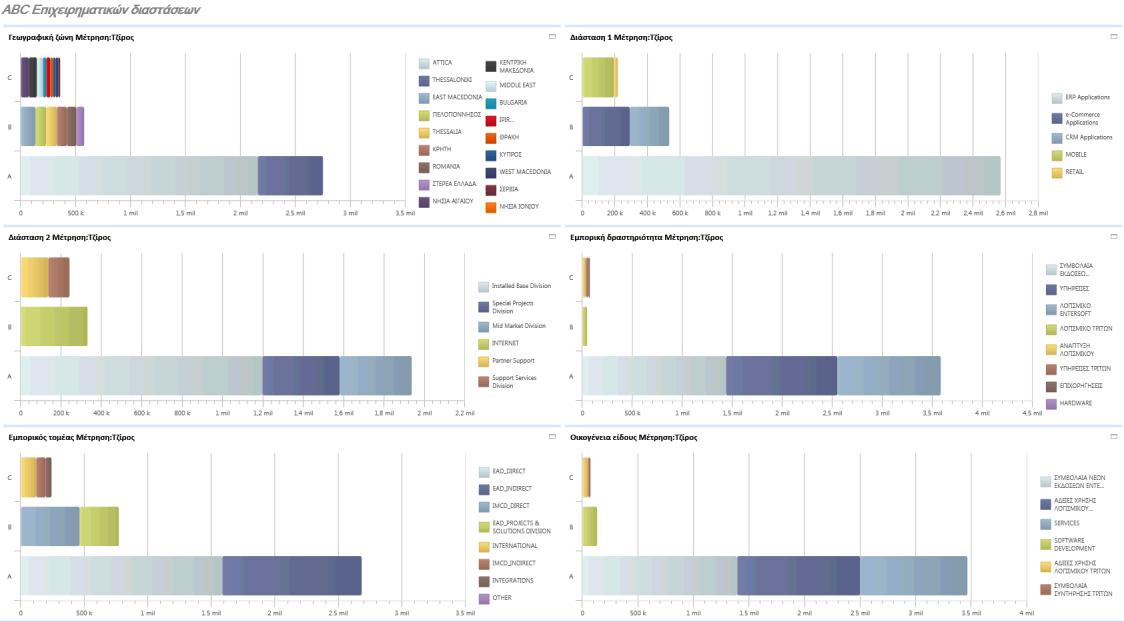 ABC Επιχειρηματικών διαστάσεων
Γεωγραφική ζώνη Μέτρηση:Τζίρος
C
B
A
0 500 k 1 mil 1,5 mil 2 mil 2,5 mil 3 mil 3,5 mil
ATTICA
THESSALONIKI
EAST MACEDONIA
ΠΕΛΟΠΟΝΝΗΣΟΣ
THESSALIA
ΚΡΗΤΗ
ROMANIA
ΣΤΕΡΕΑ ΕΛΛΑΔΑ
ΝΗΣΙΑ ΑΙΓΑΙΟΥ
ΚΕΝΤΡΙΚΗ
ΜΑΚΕΔΟΝΙΑ
MIDDLE EAST
BULGARIA
ΗΠΕΙΡ...
ΘΡΑΚΗ
ΚΥΠΡΟΣ
WEST MACEDONIA
ΣΕΡΒΙΑ
ΝΗΣΙΑ ΙΟΝΙΟΥ
Διάσταση 1 Μέτρηση:Τζίρος
C
B
A
0 200 k 400 k 600 k 800 k 1 mil 1,2 mil 1,4 mil 1,6 mil 1,8 mil 2 mil 2,2 mil 2,4 mil 2,6 mil 2,8 mil
ERP Applications
e-Commerce
Applications
CRM Applications
MOBILE
RETAIL
Διάσταση 2 Μέτρηση:Τζίρος
C
B
A
0 200 k 400 k 600 k 800 k 1 mil 1,2 mil 1,4 mil 1,6 mil 1,8 mil 2 mil 2,2 mil
Installed Base Division
Special Projects
Division
Mid Market Division
INTERNET
Partner Support
Support Services
Division
Εμπορική δραστηριότητα Μέτρηση:Τζίρος
C
B
A
0 500 k 1 mil 1,5 mil 2 mil 2,5 mil 3 mil 3,5 mil 4 mil 4,5 mil
ΣΥΜΒΟΛΑΙΑ
ΕΚΔΟΣΕΩ...
ΥΠΗΡΕΣΙΕΣ
ΛΟΓΙΣΜΙΚΟ
ENTERSOFT
ΛΟΓΙΣΜΙΚΟ ΤΡΙΤΩΝ
ΑΝΑΠΤΥΞΗ
ΛΟΓΙΣΜΙΚΟΥ
ΥΠΗΡΕΣΙΕΣ ΤΡΙΤΩΝ
ΕΠΙΧΟΡΗΓΗΣΕΙΣ
HARDWARE
Εμπορικός τομέας Μέτρηση:Τζίρος
C
B
A
0 500 k 1 mil 1,5 mil 2 mil 2,5 mil 3 mil 3,5 mil
EAD_DIRECT
EAD_INDIRECT
IMCD_DIRECT
EAD_PROJECTS &
SOLUTIONS DIVISION
INTERNATIONAL
IMCD_INDIRECT
INTEGRATIONS
OTHER
Οικογένεια είδους Μέτρηση:Τζίρος
C
B
A
0 500 k 1 mil 1,5 mil 2 mil 2,5 mil 3 mil 3,5 mil 4 mil
ΣΥΜΒΟΛΑΙΑ ΝΕΩΝ
ΕΚΔΟΣΕΩΝ ENTE...
ΑΔΕΙΕΣ ΧΡΗΣΗΣ
ΛΟΓΙΣΜΙΚΟΥ...
SERVICES
SOFTWARE
DEVELOPMENT
ΑΔΕΙΕΣ ΧΡΗΣΗΣ
ΛΟΓΙΣΜΙΚΟΥ ΤΡΙΤΩΝ
ΣΥΜΒΟΛΑΙΑ
ΣΥΝΤΗΡΗΣΗΣ ΤΡΙΤΩΝ